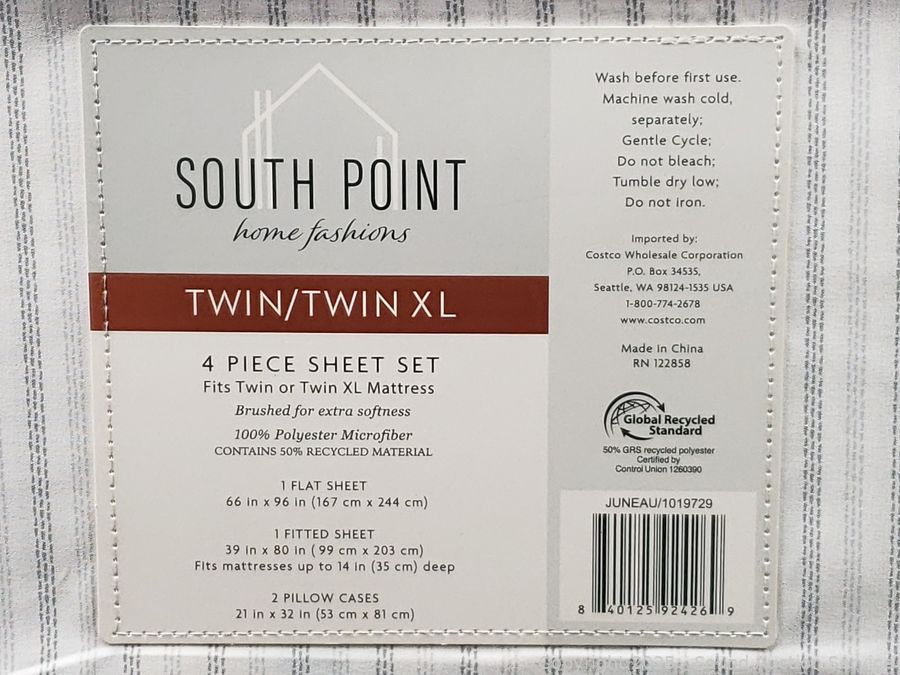 SOUTH POINT
home fashions
TWIN/TWIN XL
4 PIECE SHEET SET
Fits Twin or Twin XL Mattress
Brushed for extra softness
100% Polyester Microfiber
CONTAINS 50% RECYCLED MATERIAL
1 FLAT SHEET
66 in x 96 in (167 cm x 244 cm)
1 FITTED SHEET
39 in x 80 in ( 99 cm x 203 cm)
Fits mattresses up to 14 in (35 cm) deep
2 PILLOW CASES
21 in x 32 in (53 cm x 81 cm)
Wash before first use.
Machine wash cold,
separately;
Gentle Cycle;
Do not bleach;
Tumble dry low;
Do not iron.
Imported by:
Costco Wholesale Corporation
P.O. Box 34535,
Seattle, WA 98124-1535 USA
1-800-774-2678
www.costco.com
Made in China
RN 122858
Global Recycled
Standard
50% GRS recycled polyester
Certified by
Control Union 1260390
JUNEAU/1019729
8 40125 92426 9